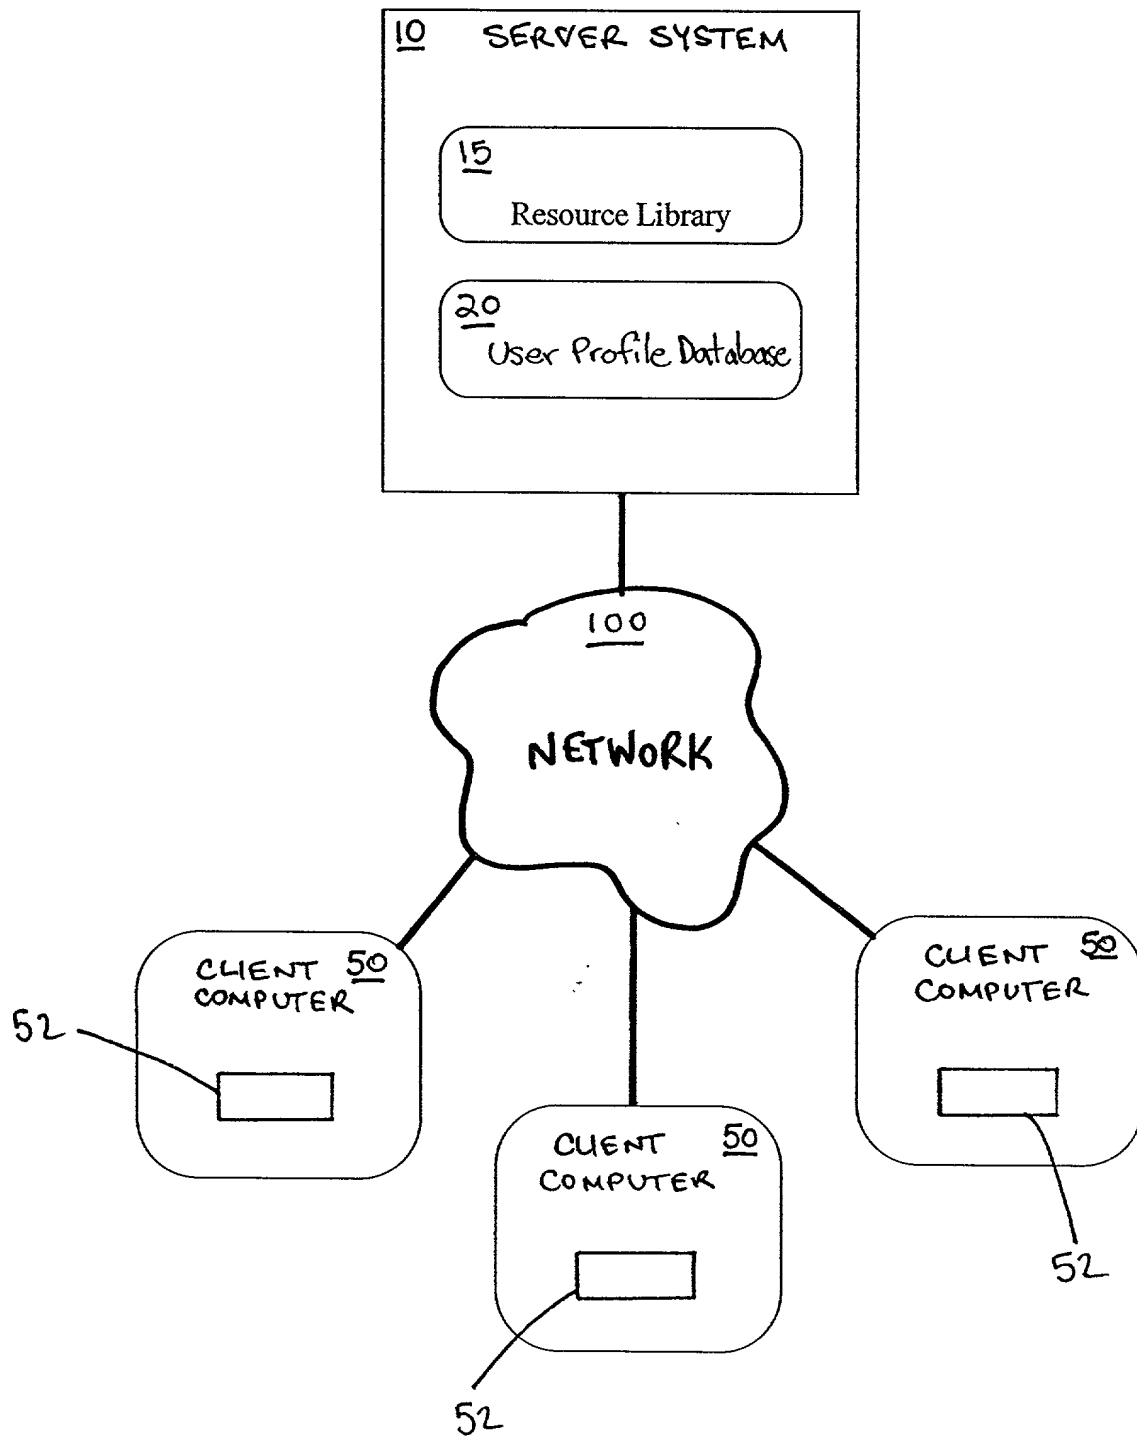 10 SERVER SYSTEM
15
Resource Library
20
User Profile Database
100
NETWORK
CLIENT 50
COMPUTER
CLIENT 50
COMPUTER
52
CLIENT 50
COMPUTER
52
52